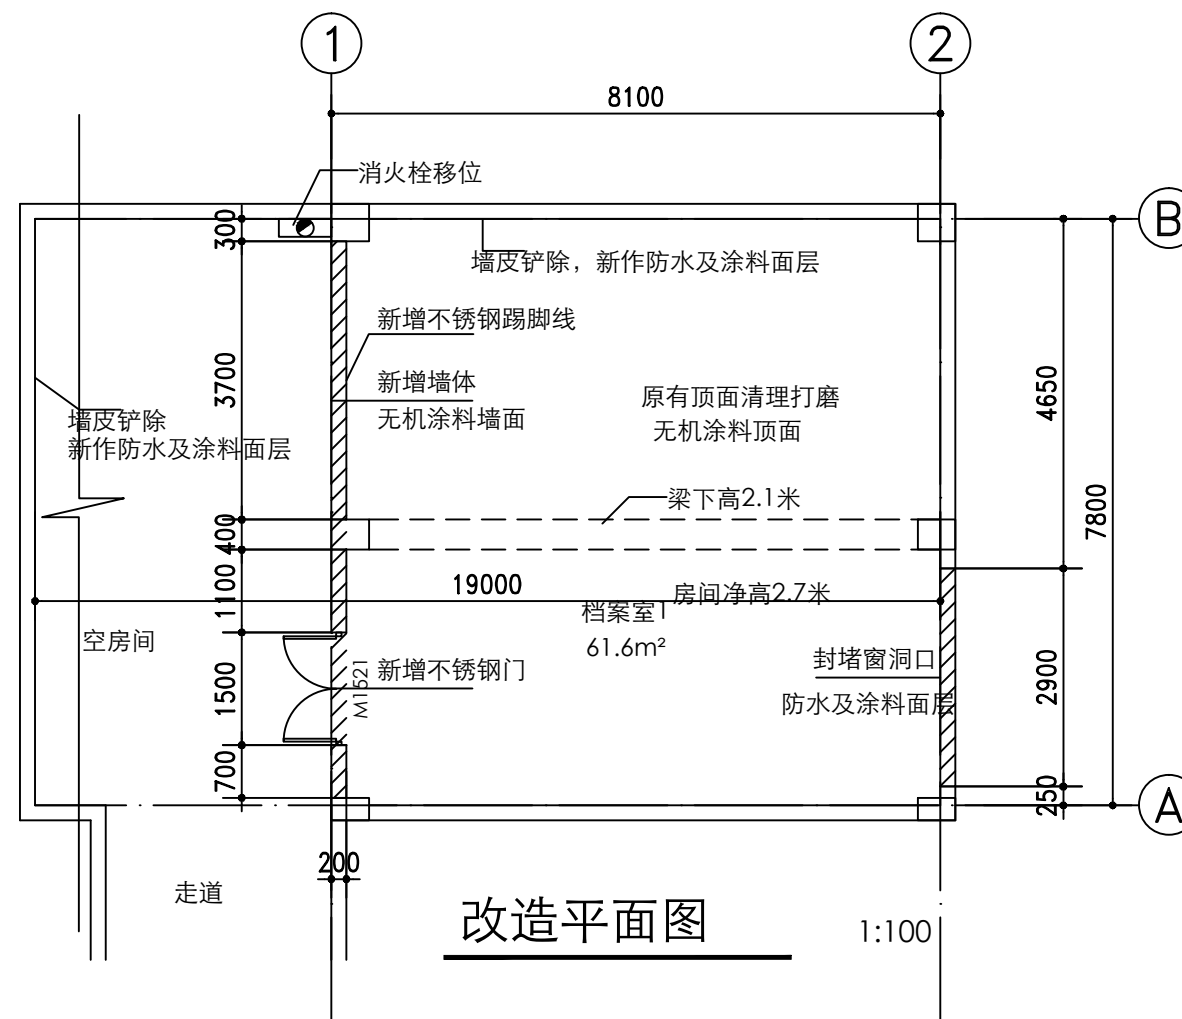 1
2
8100
消火栓移位
B
300
墙皮铲除，新作防水及涂料面层
新增不锈钢踢脚线
3700
新增墙体
无机涂料墙面
原有顶面清理打磨
无机涂料顶面
4650
墙皮铲除
新作防水及涂料面层
梁下高2.1米
7800
400
1100
19000
房间净高2.7米
档案室1
61.6m²
空房间
封堵窗洞口
新增不锈钢门
M1521
1500
2900
防水及涂料面层
700
250
A
200
走道
改造平面图
1:100